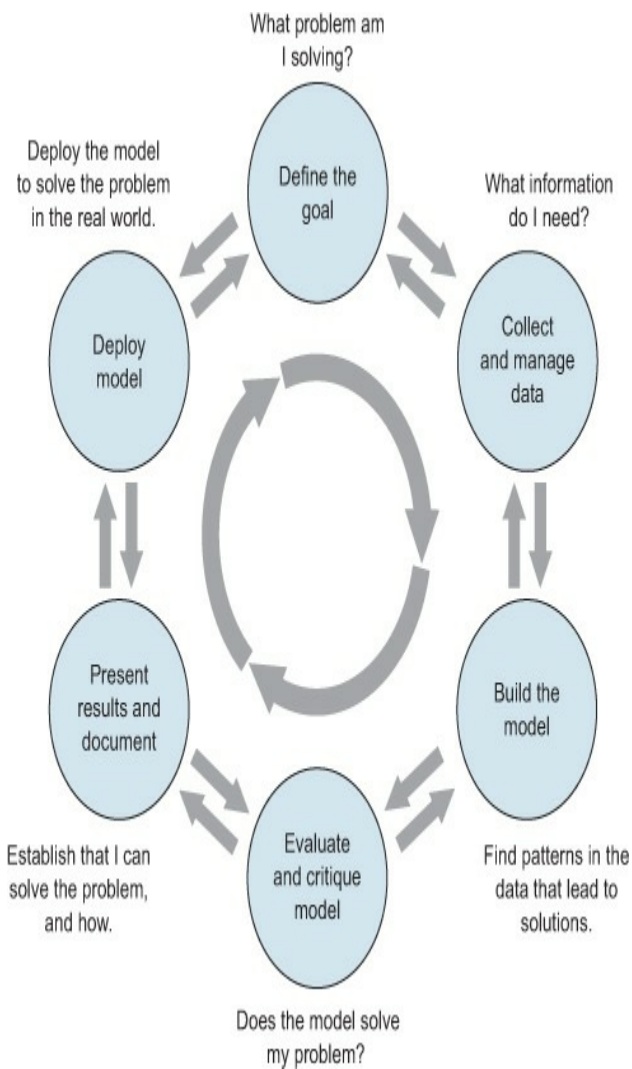 What problem am
I solving?
Define the
goal
What information
do I need?
Collect
and manage
data
Build the
model
Find patterns in the
data that lead to
solutions.
Evaluate
and critique
model
Does the model solve
my problem?
Present
results and
document
Establish that I can
solve the problem,
and how.
Deploy
model
Deploy the model
to solve the problem
in the real world.